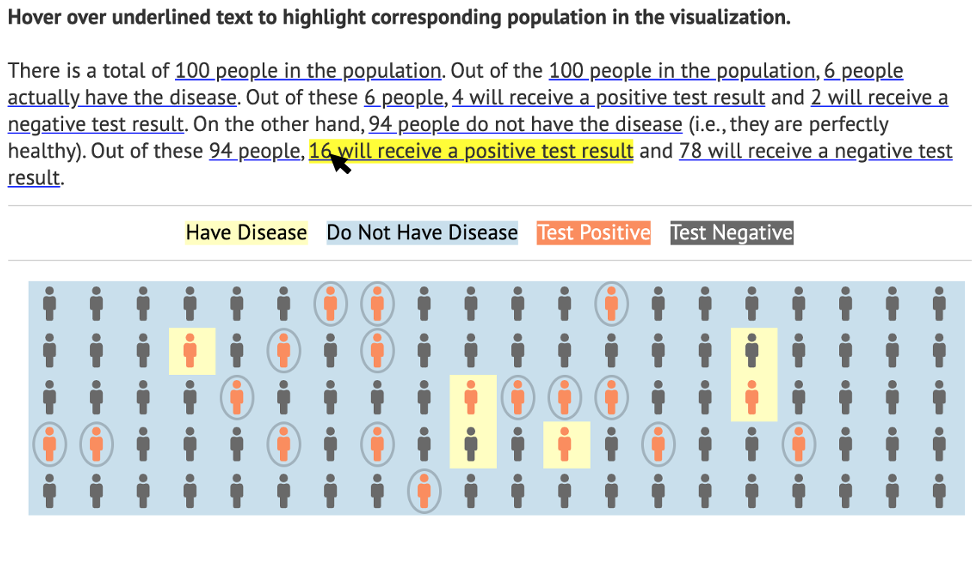 Hover over underlined text to highlight corresponding population in the visualization.
There is a total of 100 people in the population. Out of the 100 people in the population, 6 people
actually have the disease. Out of these 6 people, 4 will receive a positive test result and 2 will receive a
negative test result. On the other hand, 94 people do not have the disease (i.e., they are perfectly
healthy). Out of these 94 people, 16 will receive a positive test result and 78 will receive a negative test
result.
Have Disease Do Not Have Disease Test Positive Test Negative